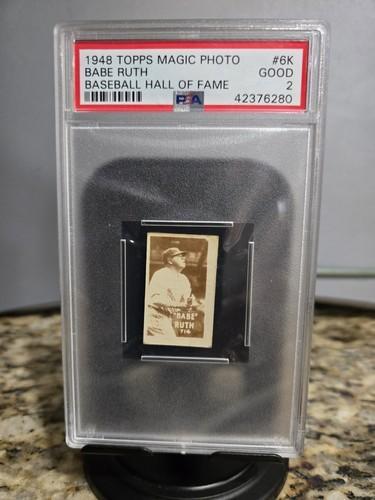 1948 TOPPS MAGIC PHOTO #6K
BABE RUTH GOOD
BASEBALL HALL OF FAME 2
PSA 42376280
"BABE"
RUTH